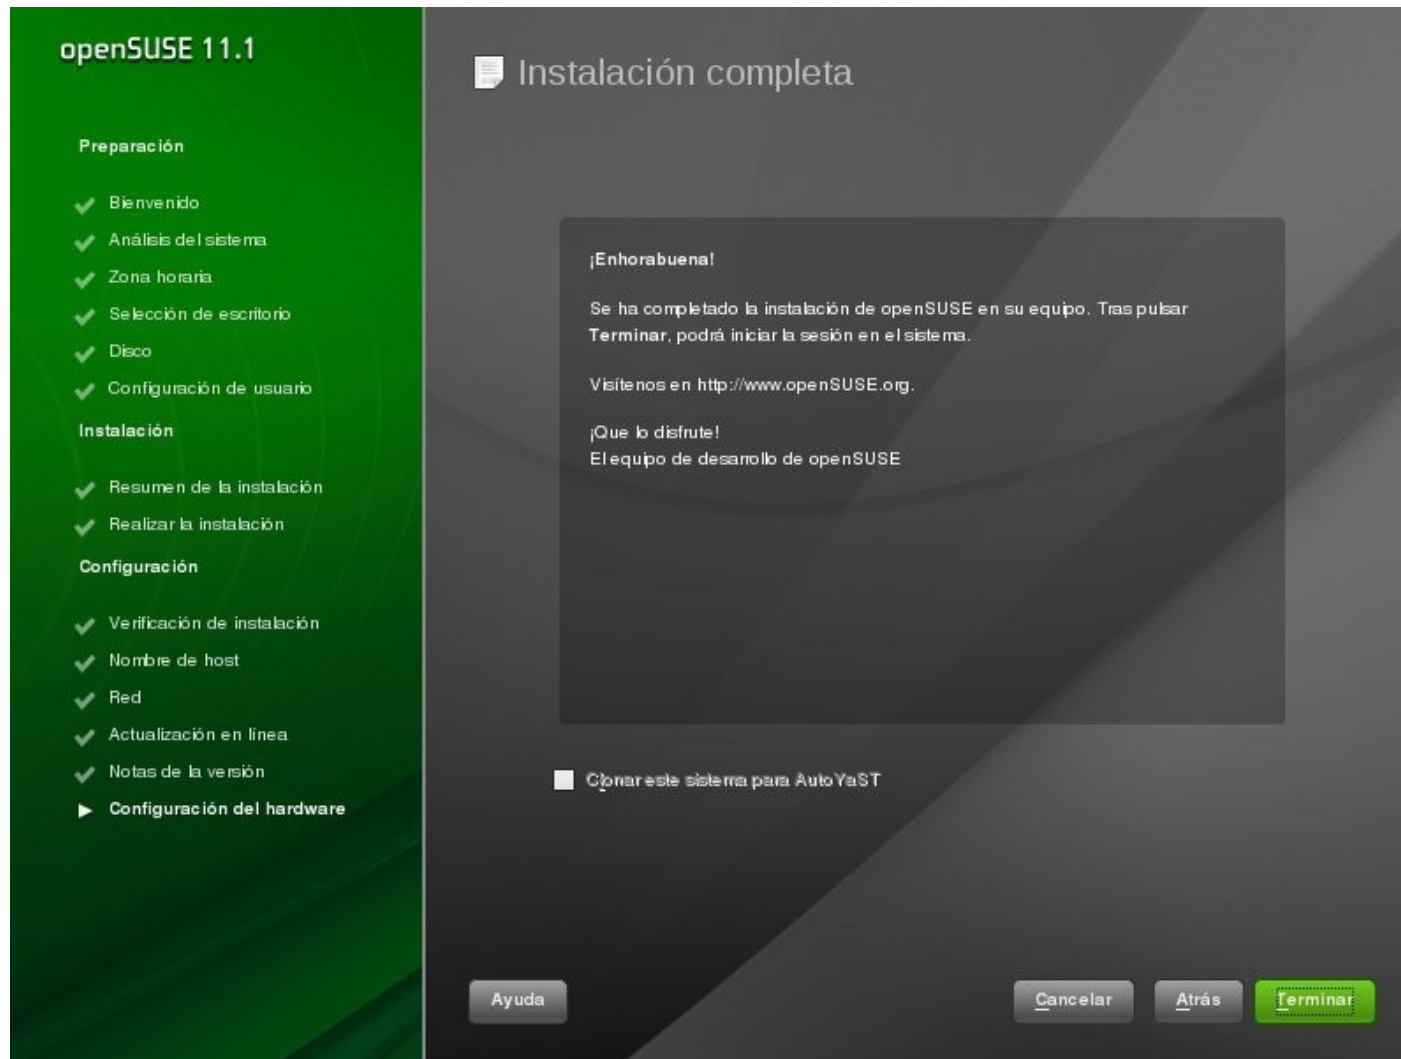 openSUSE 11.1
Preparación
Bienvenido
Análisis del sistema
Zona horaria
Selección de escritorio
Disco
Configuración de usuario
Instalación
Resumen de la instalación
Realizar la instalación
Configuración
Verificación de instalación
Nombre de host
Red
Actualización en línea
Notas de la versión
Configuración del hardware
Instalación completa
¡Enhorabuena!
Se ha completado la instalación de openSUSE en su equipo. Tras pulsar
Terminar, podrá iniciar la sesión en el sistema.
Visítenos en http://www.openSUSE.org.
¡Que lo disfrute!
El equipo de desarrollo de openSUSE
Clonar este sistema para AutoYaST
Ayuda
Cancelar
Atrás
Terminar